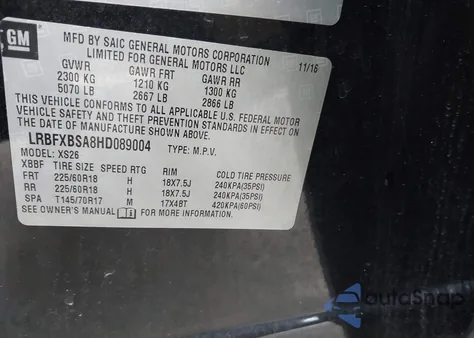 GM
MFD BY SAIC GENERAL MOTORS CORPORATION
LIMITED FOR GENERAL MOTORS LLC 11/16
GVWR GAWR FRT GAWR RR
2300 KG 1210 KG 1300 KG
5070 LB 2667 LB 2866 LB
THIS VEHICLE CONFORMS TO ALL APPLICABLE U.S. FEDERAL MOTOR
VEHICLE SAFETY AND THEFT PREVENTION STANDARDS IN EFFECT ON
THE DATE OF MANUFACTURE SHOWN ABOVE.
LRBFXBSA8HD089004 TYPE: M.P.V.
MODEL: XS26
XBBF TIRE SIZE SPEED RTG RIM COLD TIRE PRESSURE
FRT 225/60R18 H 18X7.5J 240KPA(35PSI)
RR 225/60R18 H 18X7.5J 240KPA(35PSI)
SPA T145/70R17 M 17X4BT 420KPA(60PSI)
SEE OWNER'S MANUAL FOR MORE INFORMATION.
AutoSnap